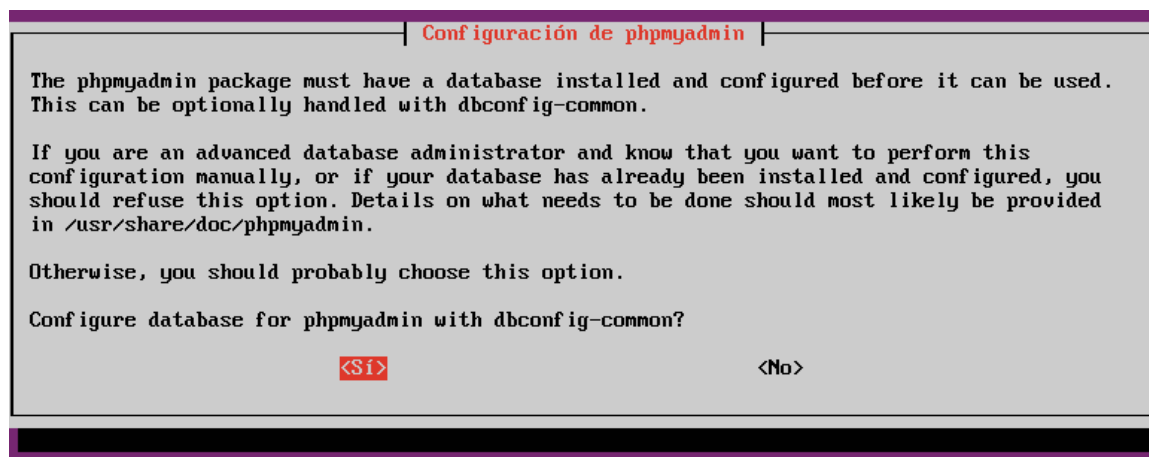 Configuración de phpmyadmin
The phpmyadmin package must have a database installed and configured before it can be used.
This can be optionally handled with dbconfig-common.
If you are an advanced database administrator and know that you want to perform this
configuration manually, or if your database has already been installed and configured, you
should refuse this option. Details on what needs to be done should most likely be provided
in /usr/share/doc/phpmyadmin.
Otherwise, you should probably choose this option.
Configure database for phpmyadmin with dbconfig-common?
<Sí> <No>